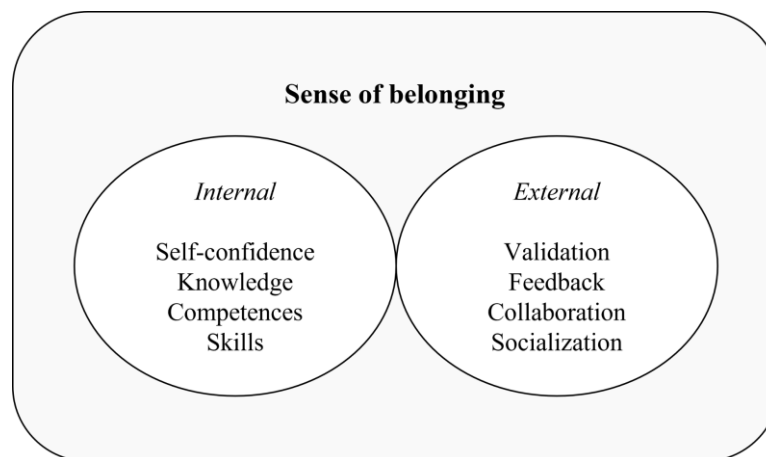 Sense of belonging
Internal
Self-confidence
Knowledge
Competences
Skills
External
Validation
Feedback
Collaboration
Socialization